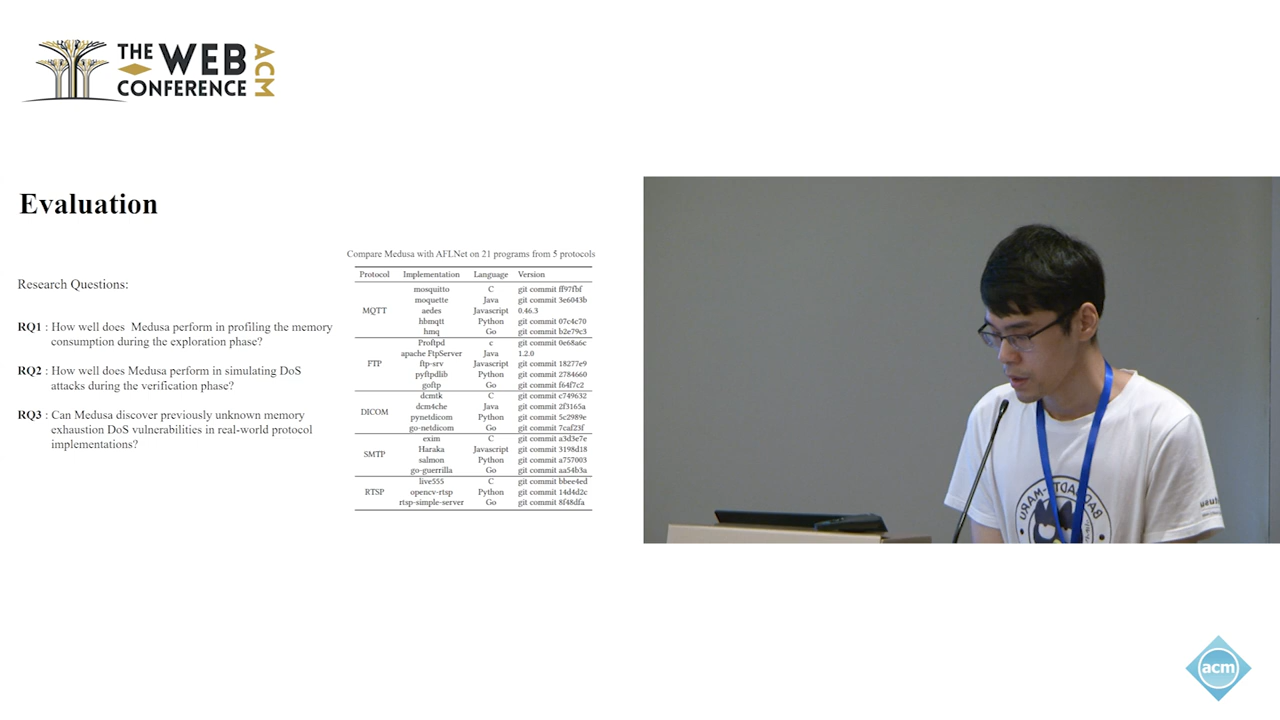 THE WEB
CONFERENCE
ACM
Evaluation
Research Questions:
RQ1 : How well does Medusa perform in profiling the memory
consumption during the exploration phase?
RQ2 : How well does Medusa perform in simulating DoS
attacks during the verification phase?
RQ3 : Can Medusa discover previously unknown memory
exhaustion DoS vulnerabilities in real-world protocol
implementations?
Compare Medusa with AFLNet on 21 programs from 5 protocols
Protocol Implementation Language Version
MQTT
mosquitto C git commit ff97fbf
moquette Java git commit 3e6043b
aedes Javascript 0.46.3
hbmqtt Python git commit 07c4c70
hmq Go git commit b2e79c3
FTP
Proftpd c git commit 0e68a6c
apache FtpServer Java 1.2.0
ftp-srv Javascript git commit 18277e9
pyftpdlib Python git commit 2784660
goftp Go git commit f64f7c2
DICOM
dcmtk C git commit c749632
dcm4che Java git commit 2f3165a
pynetdicom Python git commit 5c2989e
go-netdicom Go git commit 7caf23f
SMTP
exim C git commit a3d3e7e
Haraka Javascript git commit 3198d18
salmon Python git commit a757003
go-guerrilla Go git commit aa54b3a
RTSP
live555 C git commit bbee4ed
opencv-rtsp Python git commit 14d4d2c
rtsp-simple-server Go git commit 8f48dfa
BAD BADTZ-MARU
acm